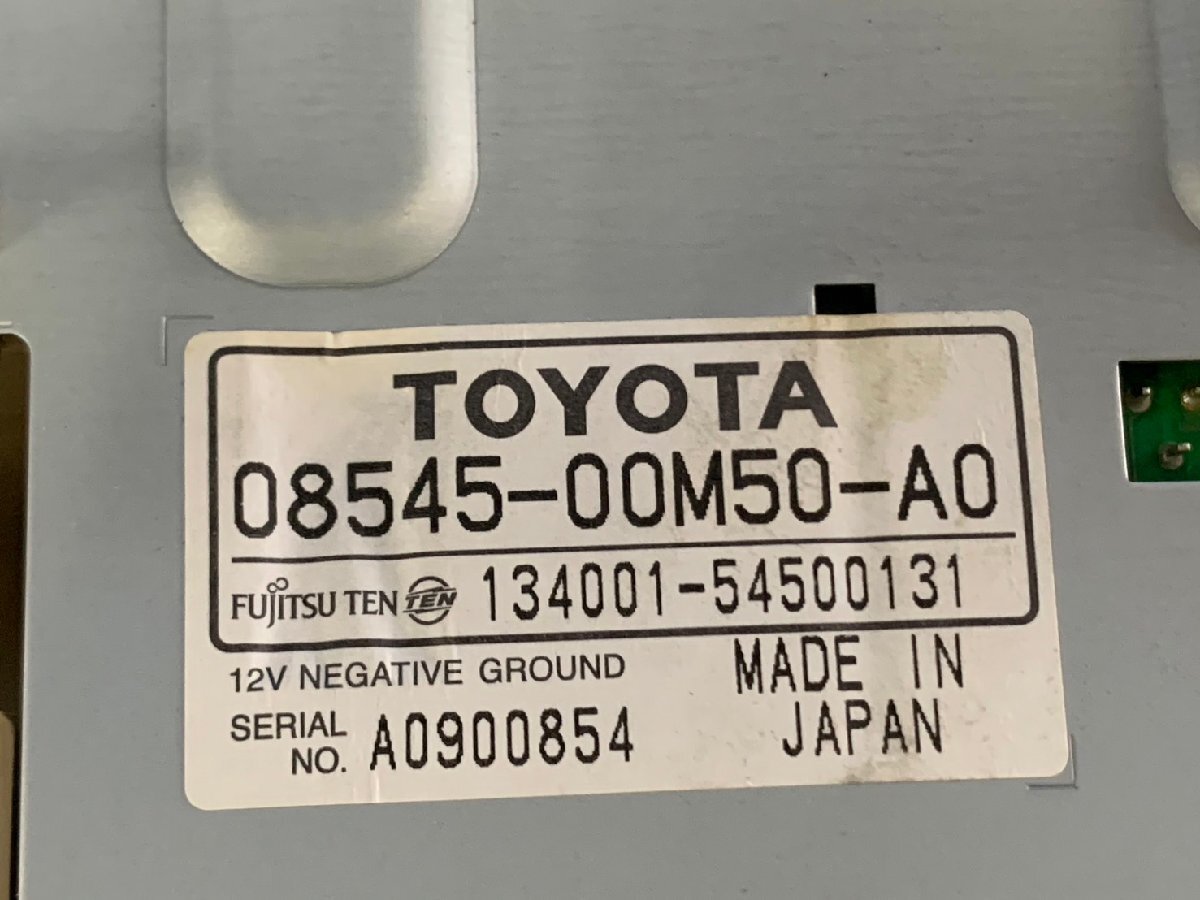 TOYOTA
08545-00M50-A0
FUJITSU TEN TEN 134001-54500131
12V NEGATIVE GROUND
MADE IN
JAPAN
SERIAL
NO. A0900854